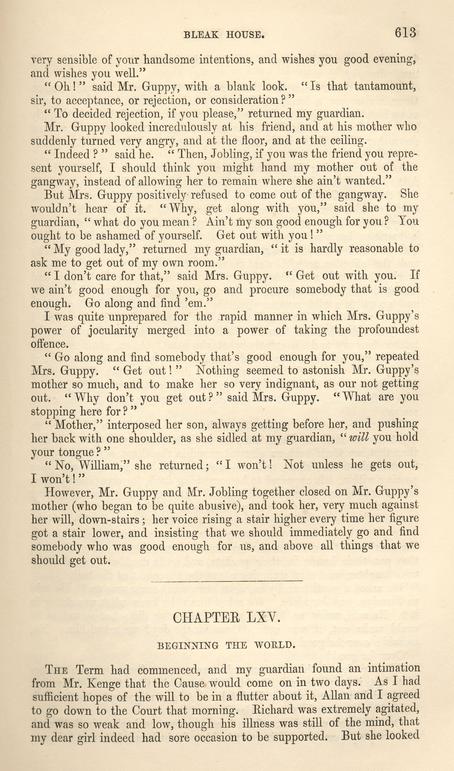 BLEAK HOUSE. 613
very sensible of your handsome intentions, and wishes you good evening,
and wishes you well."
"Oh!" said Mr. Guppy, with a blank look. "Is that tantamount,
sir, to acceptance, or rejection, or consideration?"
"To decided rejection, if you please," returned my guardian.
Mr. Guppy looked incredulously at his friend, and at his mother who
suddenly turned very angry, and at the floor, and at the ceiling.
"Indeed?" said he. "Then, Jobling, if you was the friend you repre-
sent yourself, I should think you might hand my mother out of the
gangway, instead of allowing her to remain where she ain't wanted."
But Mrs. Guppy positively refused to come out of the gangway. She
wouldn't hear of it. "Why, get along with you," said she to my
guardian, "what do you mean? Ain't my son good enough for you? You
ought to be ashamed of yourself. Get out with you!"
"My good lady," returned my guardian, "it is hardly reasonable to
ask me to get out of my own room."
"I don't care for that," said Mrs. Guppy. "Get out with you. If
we ain't good enough for you, go and procure somebody that is good
enough. Go along and find 'em."
I was quite unprepared for the rapid manner in which Mrs. Guppy's
power of jocularity merged into a power of taking the profoundest
offence.
"Go along and find somebody that's good enough for you," repeated
Mrs. Guppy. "Get out!" Nothing seemed to astonish Mr. Guppy's
mother so much, and to make her so very indignant, as our not getting
out. "Why don't you get out?" said Mrs. Guppy. "What are you
stopping here for?"
"Mother," interposed her son, always getting before her, and pushing
her back with one shoulder, as she sidled at my guardian, "will you hold
your tongue?"
"No, William," she returned; "I won't! Not unless he gets out,
I won't!"
However, Mr. Guppy and Mr. Jobling together closed on Mr. Guppy's
mother (who began to be quite abusive), and took her, very much against
her will, down-stairs; her voice rising a stair higher every time her figure
got a stair lower, and insisting that we should immediately go and find
somebody who was good enough for us, and above all things that we
should get out.
CHAPTER LXV.
BEGINNING THE WORLD.
THE Term had commenced, and my guardian found an intimation
from Mr. Kenge that the Cause would come on in two days. As I had
sufficient hopes of the will to be in a flutter about it, Allan and I agreed
to go down to the Court that morning. Richard was extremely agitated,
and was so weak and low, though his illness was still of the mind, that
my dear girl indeed had sore occasion to be supported. But she looked